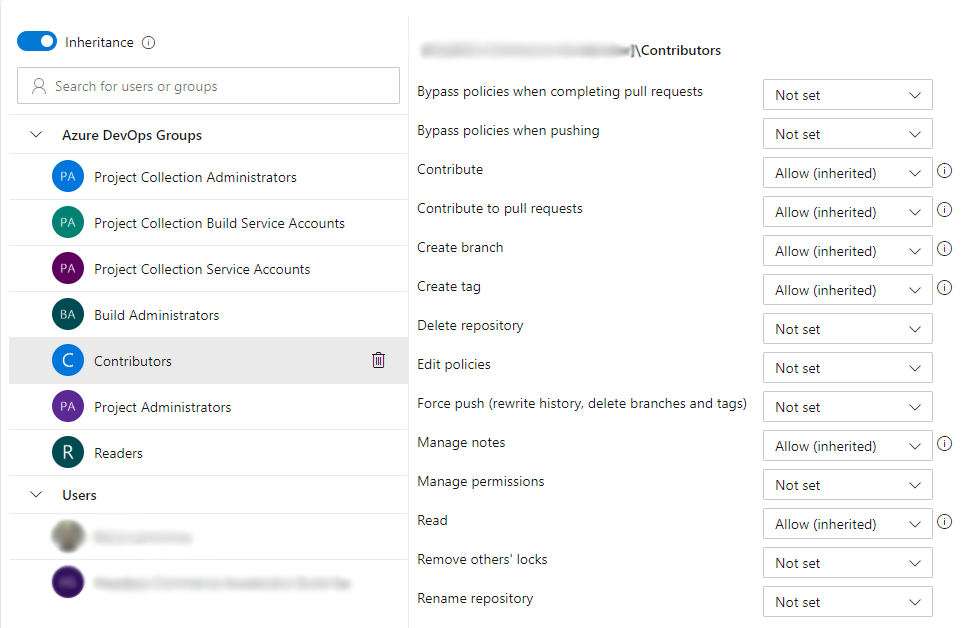 Inheritance
Search for users or groups
Azure DevOps Groups
PA Project Collection Administrators
PA Project Collection Build Service Accounts
PA Project Collection Service Accounts
BA Build Administrators
C Contributors
PA Project Administrators
R Readers
Users
]\Contributors
Bypass policies when completing pull requests Not set
Bypass policies when pushing Not set
Contribute Allow (inherited)
Contribute to pull requests Allow (inherited)
Create branch Allow (inherited)
Create tag Allow (inherited)
Delete repository Not set
Edit policies Not set
Force push (rewrite history, delete branches and tags) Not set
Manage notes Allow (inherited)
Manage permissions Not set
Read Allow (inherited)
Remove others' locks Not set
Rename repository Not set